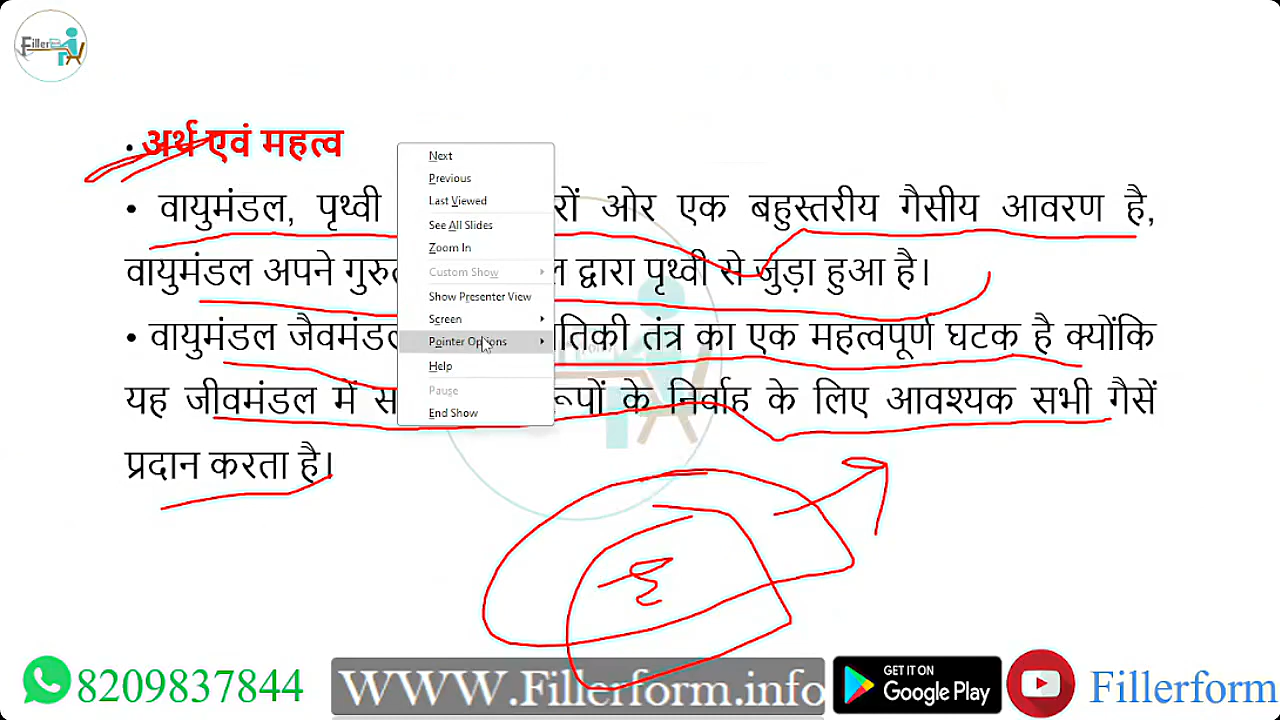 Filler
• अर्थ एवं महत्व
• वायुमंडल, पृथ्वी ओर एक बहुस्तरीय गैसीय आवरण है,
वायुमंडल अपने द्वारा पृथ्वी से जुड़ा हुआ है।
• वायुमंडल तंत्र का एक महत्वपूर्ण घटक है क्योंकि
यह जीवमंडल में के निर्वाह के लिए आवश्यक सभी गैसें
प्रदान करता है।
Next
Previous
Last Viewed
See All Slides
Zoom In
Custom Show
Show Presenter View
Screen
Pointer Options
Help
Pause
End Show
8209837844
WWW.Fillerform.info
GET IT ON
Google Play
Fillerform